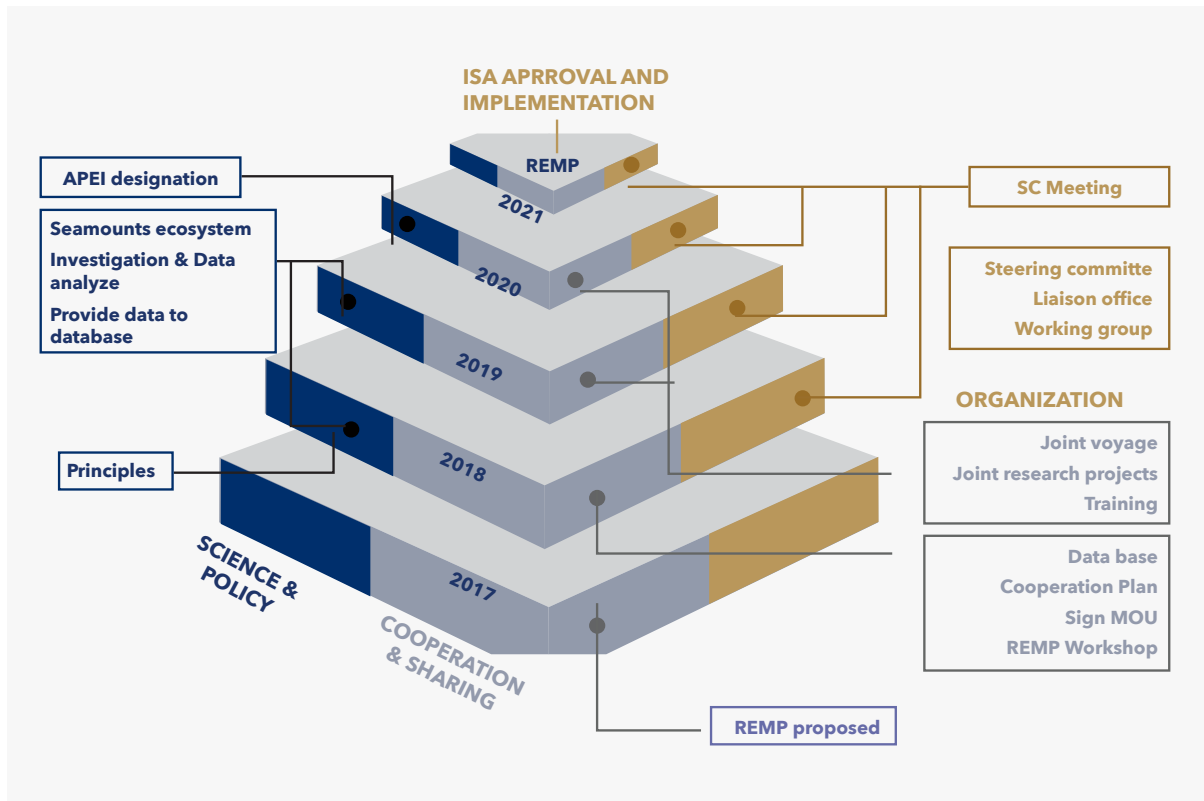 ISA APRROVAL AND
IMPLEMENTATION
REMP
2021
2020
2019
2018
2017
APEI designation
Seamounts ecosystem
Investigation & Data
analyze
Provide data to
database
Principles
SCIENCE &
POLICY
COOPERATION
& SHARING
SC Meeting
Steering committe
Liaison office
Working group
ORGANIZATION
Joint voyage
Joint research projects
Training
Data base
Cooperation Plan
Sign MOU
REMP Workshop
REMP proposed